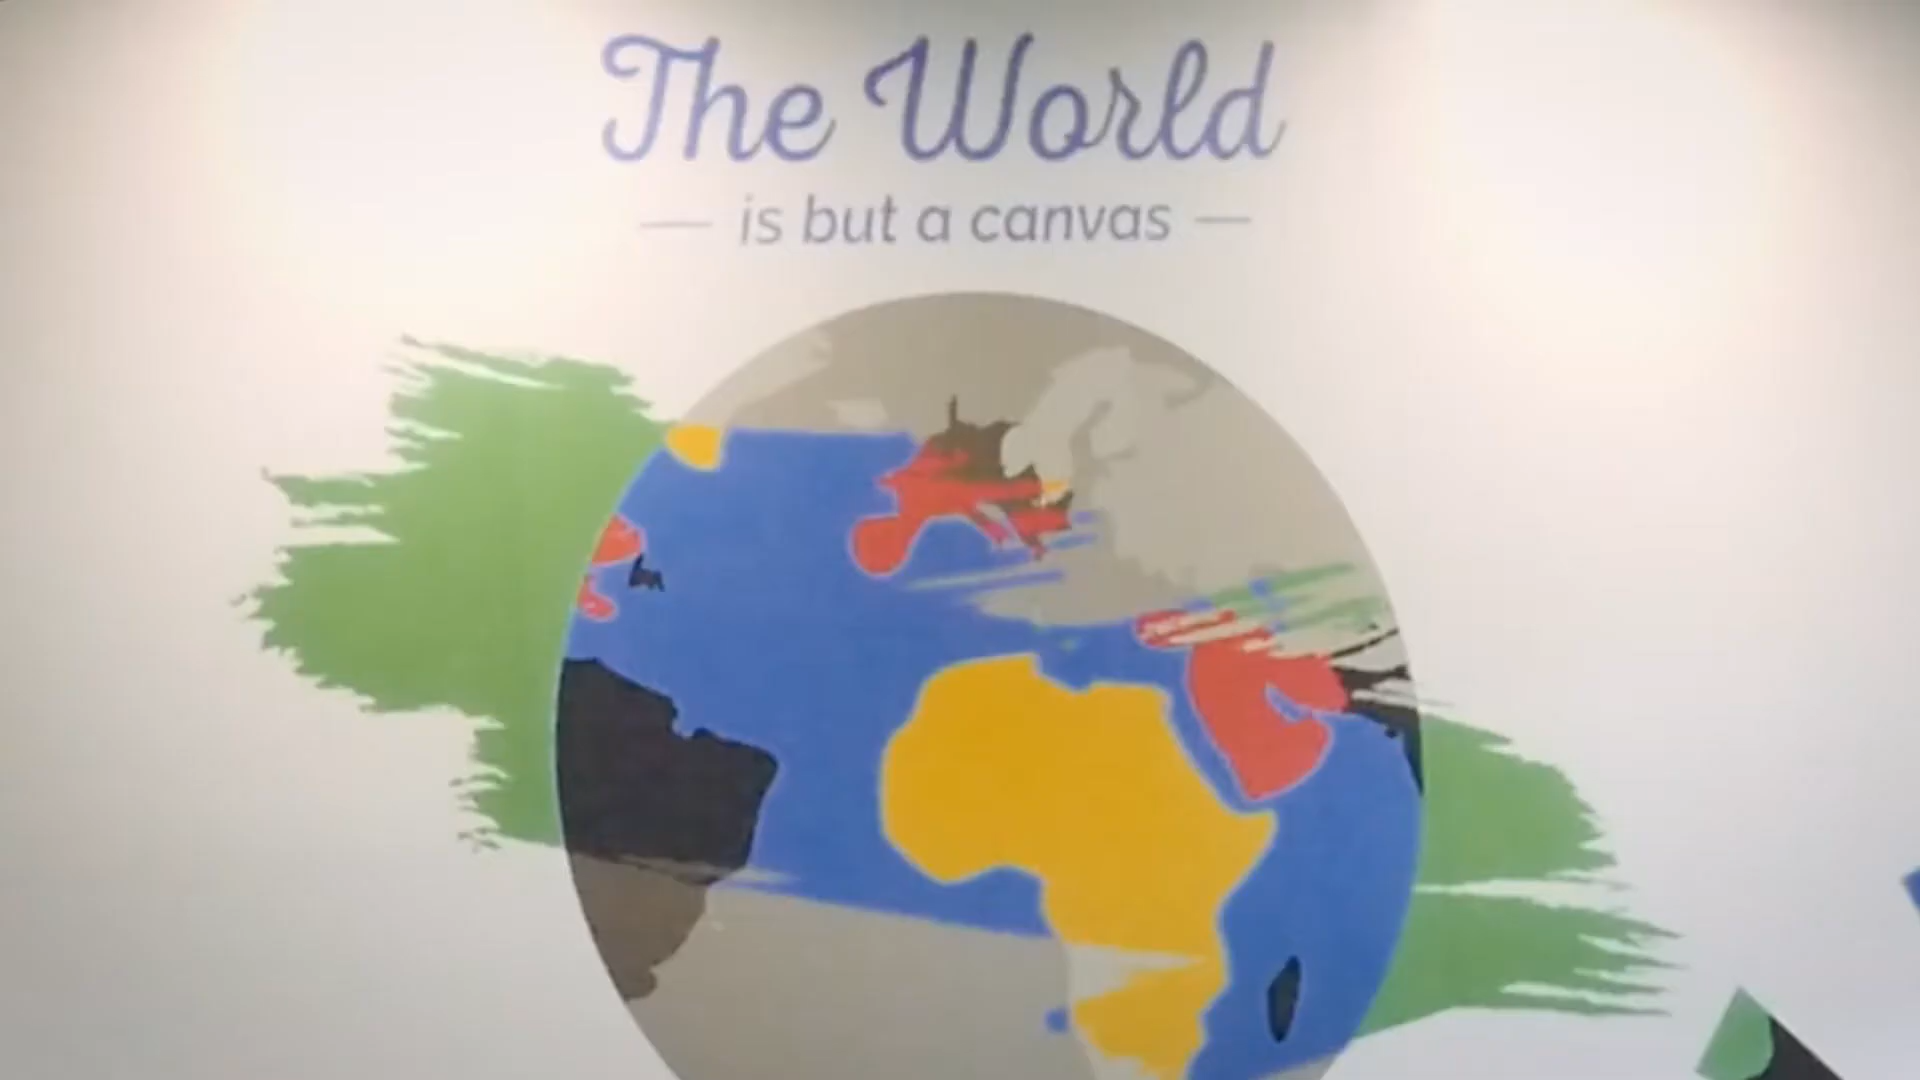 The World
— is but a canvas —